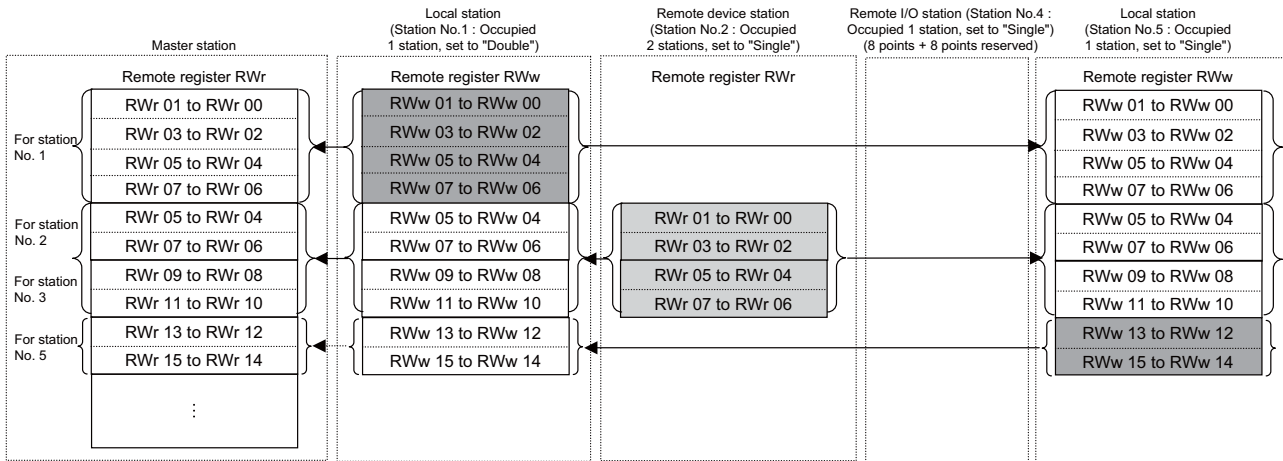 Master station
Local station
(Station No.1 : Occupied
1 station, set to "Double")
Remote device station
(Station No.2 : Occupied
2 stations, set to "Single")
Remote I/O station (Station No.4 :
Occupied 1 station, set to "Single")
(8 points + 8 points reserved)
Local station
(Station No.5 : Occupied
1 station, set to "Single")
Remote register RWr
For station
No. 1
RWr 01 to RWr 00
RWr 03 to RWr 02
RWr 05 to RWr 04
RWr 07 to RWr 06
For station
No. 2
RWr 05 to RWr 04
RWr 07 to RWr 06
For station
No. 3
RWr 09 to RWr 08
RWr 11 to RWr 10
For station
No. 5
RWr 13 to RWr 12
RWr 15 to RWr 14
⋮
Remote register RWw
RWw 01 to RWw 00
RWw 03 to RWw 02
RWw 05 to RWw 04
RWw 07 to RWw 06
RWw 05 to RWw 04
RWw 07 to RWw 06
RWw 09 to RWw 08
RWw 11 to RWw 10
RWw 13 to RWw 12
RWw 15 to RWw 14
Remote register RWr
RWr 01 to RWr 00
RWr 03 to RWr 02
RWr 05 to RWr 04
RWr 07 to RWr 06
Remote register RWw
RWw 01 to RWw 00
RWw 03 to RWw 02
RWw 05 to RWw 04
RWw 07 to RWw 06
RWw 05 to RWw 04
RWw 07 to RWw 06
RWw 09 to RWw 08
RWw 11 to RWw 10
RWw 13 to RWw 12
RWw 15 to RWw 14